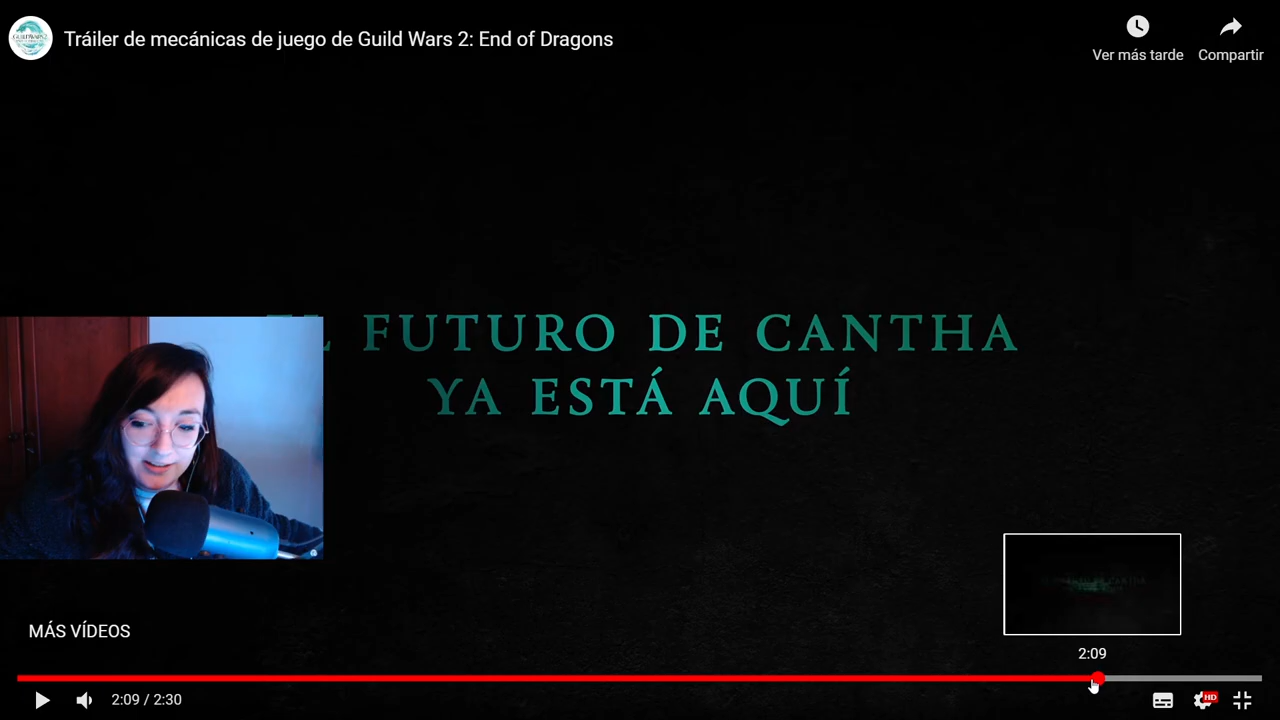 Tráiler de mecánicas de juego de Guild Wars 2: End of Dragons
Ver más tarde
Compartir
FUTURO DE CANTHA
YA ESTÁ AQUÍ
MÁS VÍDEOS
2:09
2:09 / 2:30
HD